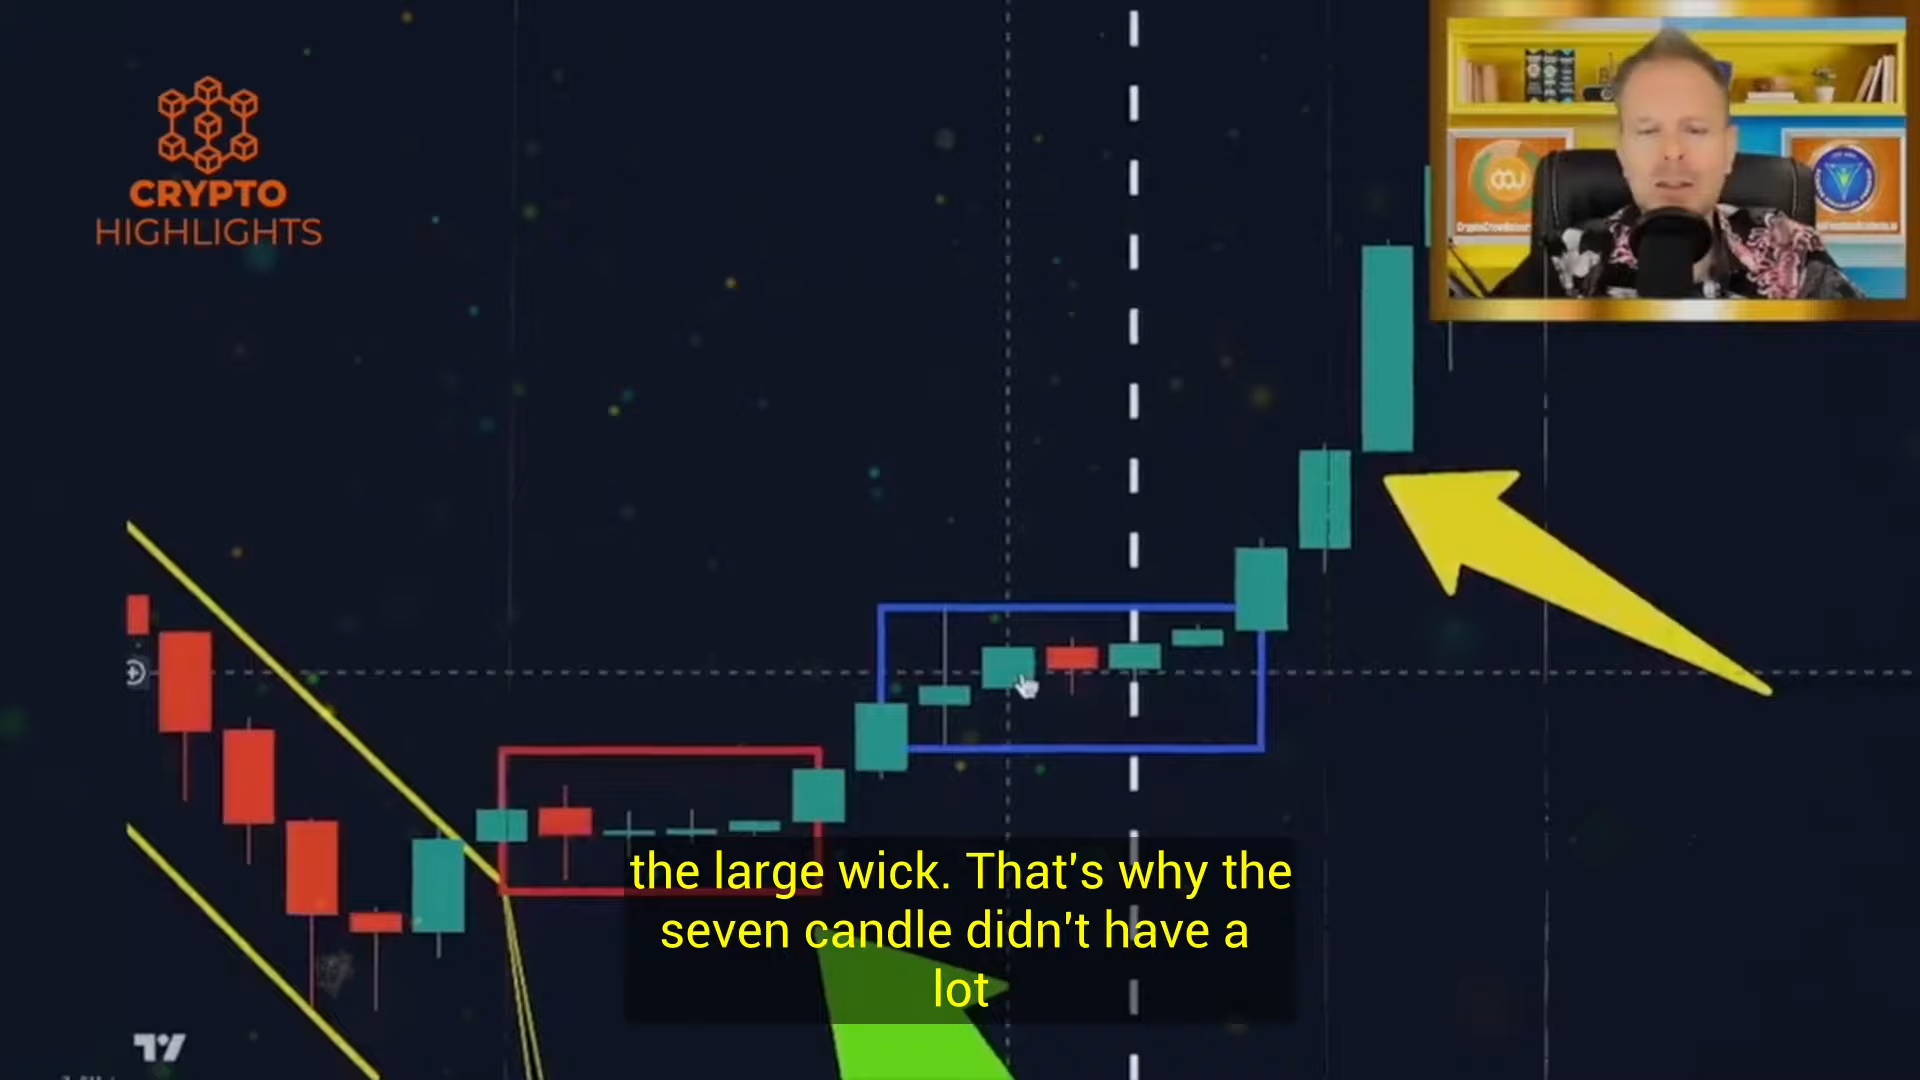 CRYPTO
HIGHLIGHTS
the large wick. That's why the
seven candle didn't have a
lot